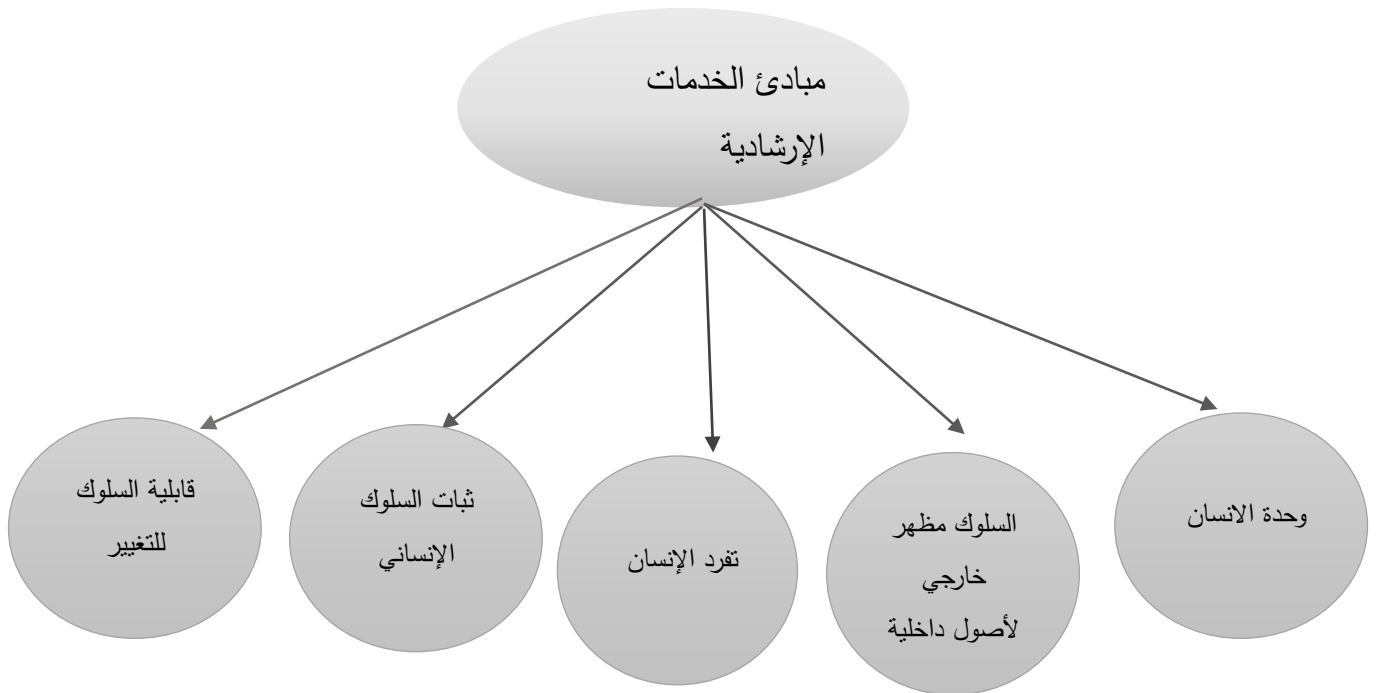 مبادئ الخدمات
الإرشادية
وحدة الانسان
السلوك مظهر
خارجي
لأصول داخلية
تفرد الإنسان
ثبات السلوك
الإنساني
قابلية السلوك
للتغيير